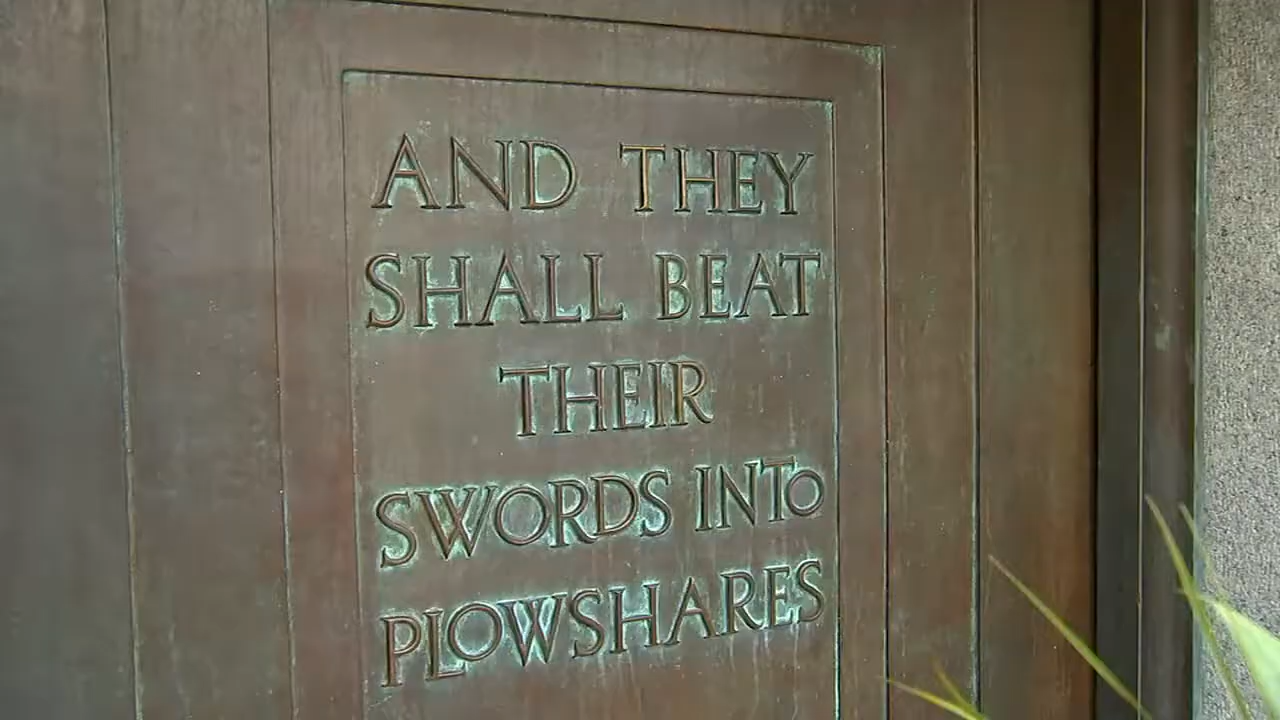 AND THEY
SHALL BEAT
THEIR
SWORDS INTO
PLOWSHARES